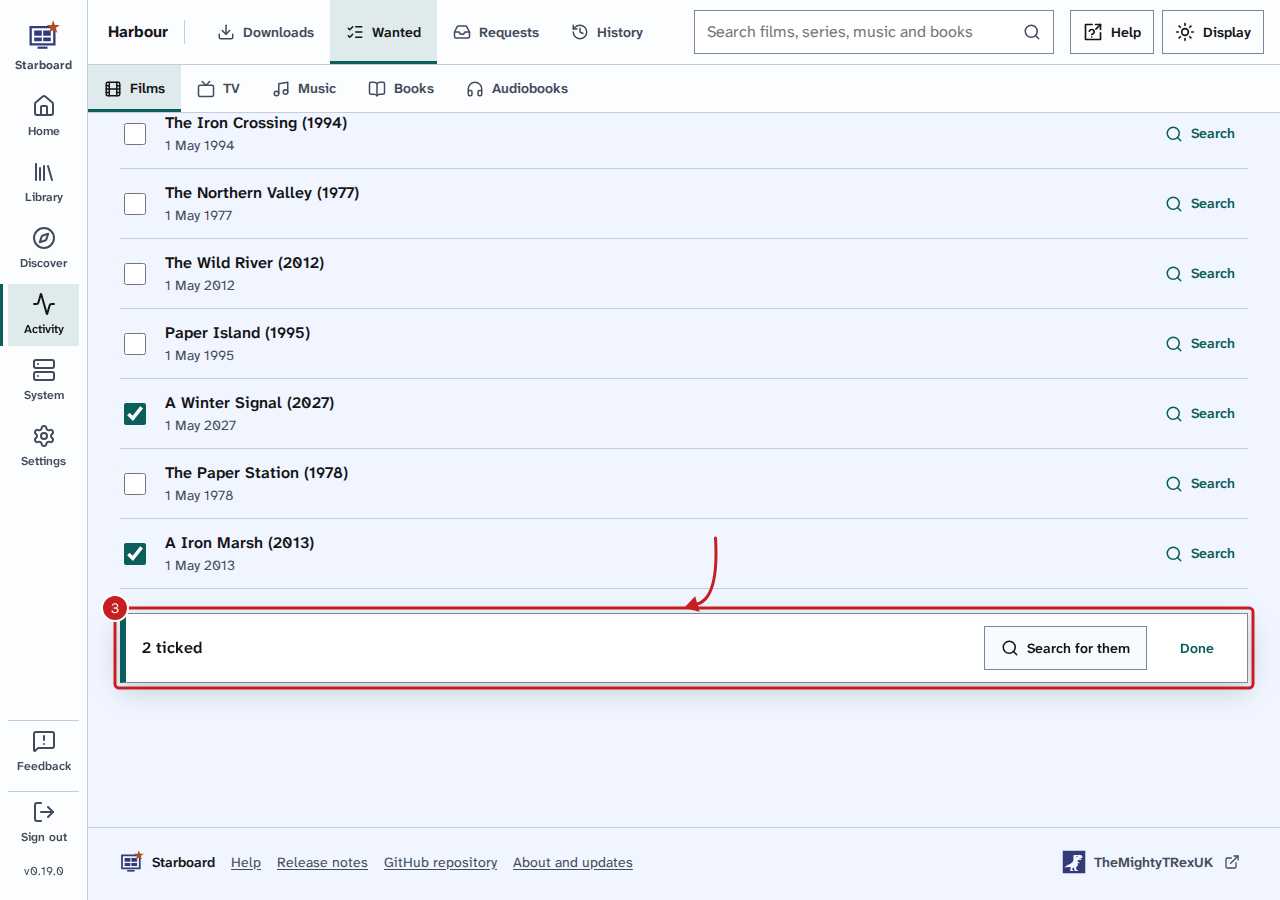 Starboard
Home
Library
Discover
Activity
System
Settings
Feedback
Sign out
v0.19.0
Harbour
Downloads
Wanted
Requests
History
Search films, series, music and books
Help
Display
Films
TV
Music
Books
Audiobooks
The Iron Crossing (1994)
1 May 1994
Search
The Northern Valley (1977)
1 May 1977
Search
The Wild River (2012)
1 May 2012
Search
Paper Island (1995)
1 May 1995
Search
A Winter Signal (2027)
1 May 2027
Search
The Paper Station (1978)
1 May 1978
Search
A Iron Marsh (2013)
1 May 2013
Search
3
2 ticked
Search for them
Done
Starboard
Help
Release notes
GitHub repository
About and updates
TheMightyTRexUK